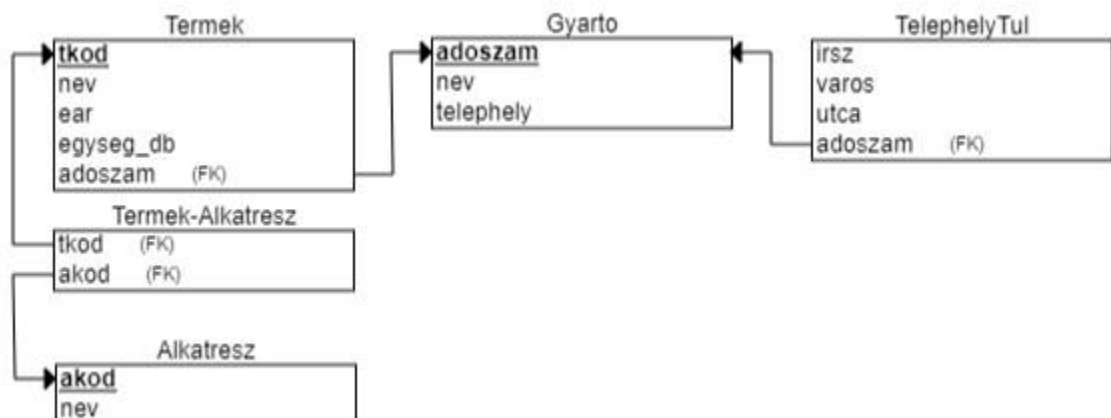 Termek
tkod
nev
ear
egyseg_db
adoszam (FK)
Gyarto
adoszam
nev
telephely
TelephelyTul
irsz
varos
utca
adoszam (FK)
Termek-Alkatresz
tkod (FK)
akod (FK)
Alkatresz
akod
nev